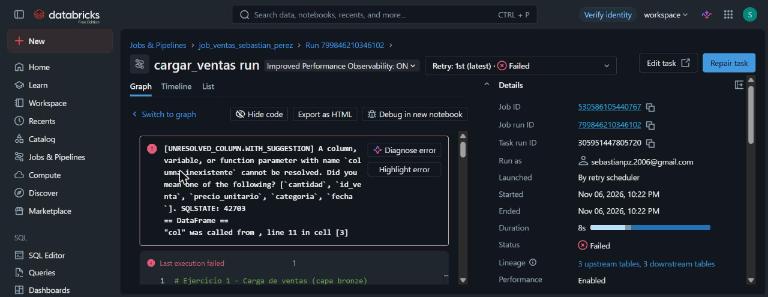 databricks
Free Edition
Search data, notebooks, recents, and more...
CTRL + P
Verify identity
workspace
S
New
Home
Learn
Workspace
Recents
Catalog
Jobs & Pipelines
Compute
Discover
Marketplace
SQL
SQL Editor
Queries
Dashboards
Jobs & Pipelines › job_ventas_sebastian_perez › Run 799846210346102 ›
cargar_ventas run
Improved Performance Observability: ON
Retry: 1st (latest) · Failed
Edit task
Repair task
Graph
Timeline
List
Switch to graph
Hide code
Export as HTML
Debug in new notebook
[UNRESOLVED_COLUMN.WITH_SUGGESTION] A column,
variable, or function parameter with name `col
umna_inexistente` cannot be resolved. Did you
mean one of the following? [`cantidad`, `id_ve
nta`, `precio_unitario`, `categoria`, `fecha
`]. SQLSTATE: 42703
== DataFrame ==
"col" was called from , line 11 in cell [3]
Diagnose error
Highlight error
Last execution failed
1
1 # Ejercicio 1 - Carga de ventas (capa bronze)
Details
Job ID
530586105440767
Job run ID
799846210346102
Task run ID
305951447805720
Run as
sebastianpz.2006@gmail.com
Launched
By retry scheduler
Started
Nov 06, 2026, 10:22 PM
Ended
Nov 06, 2026, 10:22 PM
Duration
8s
Status
Failed
Lineage
3 upstream tables, 3 downstream tables
Performance
Enabled